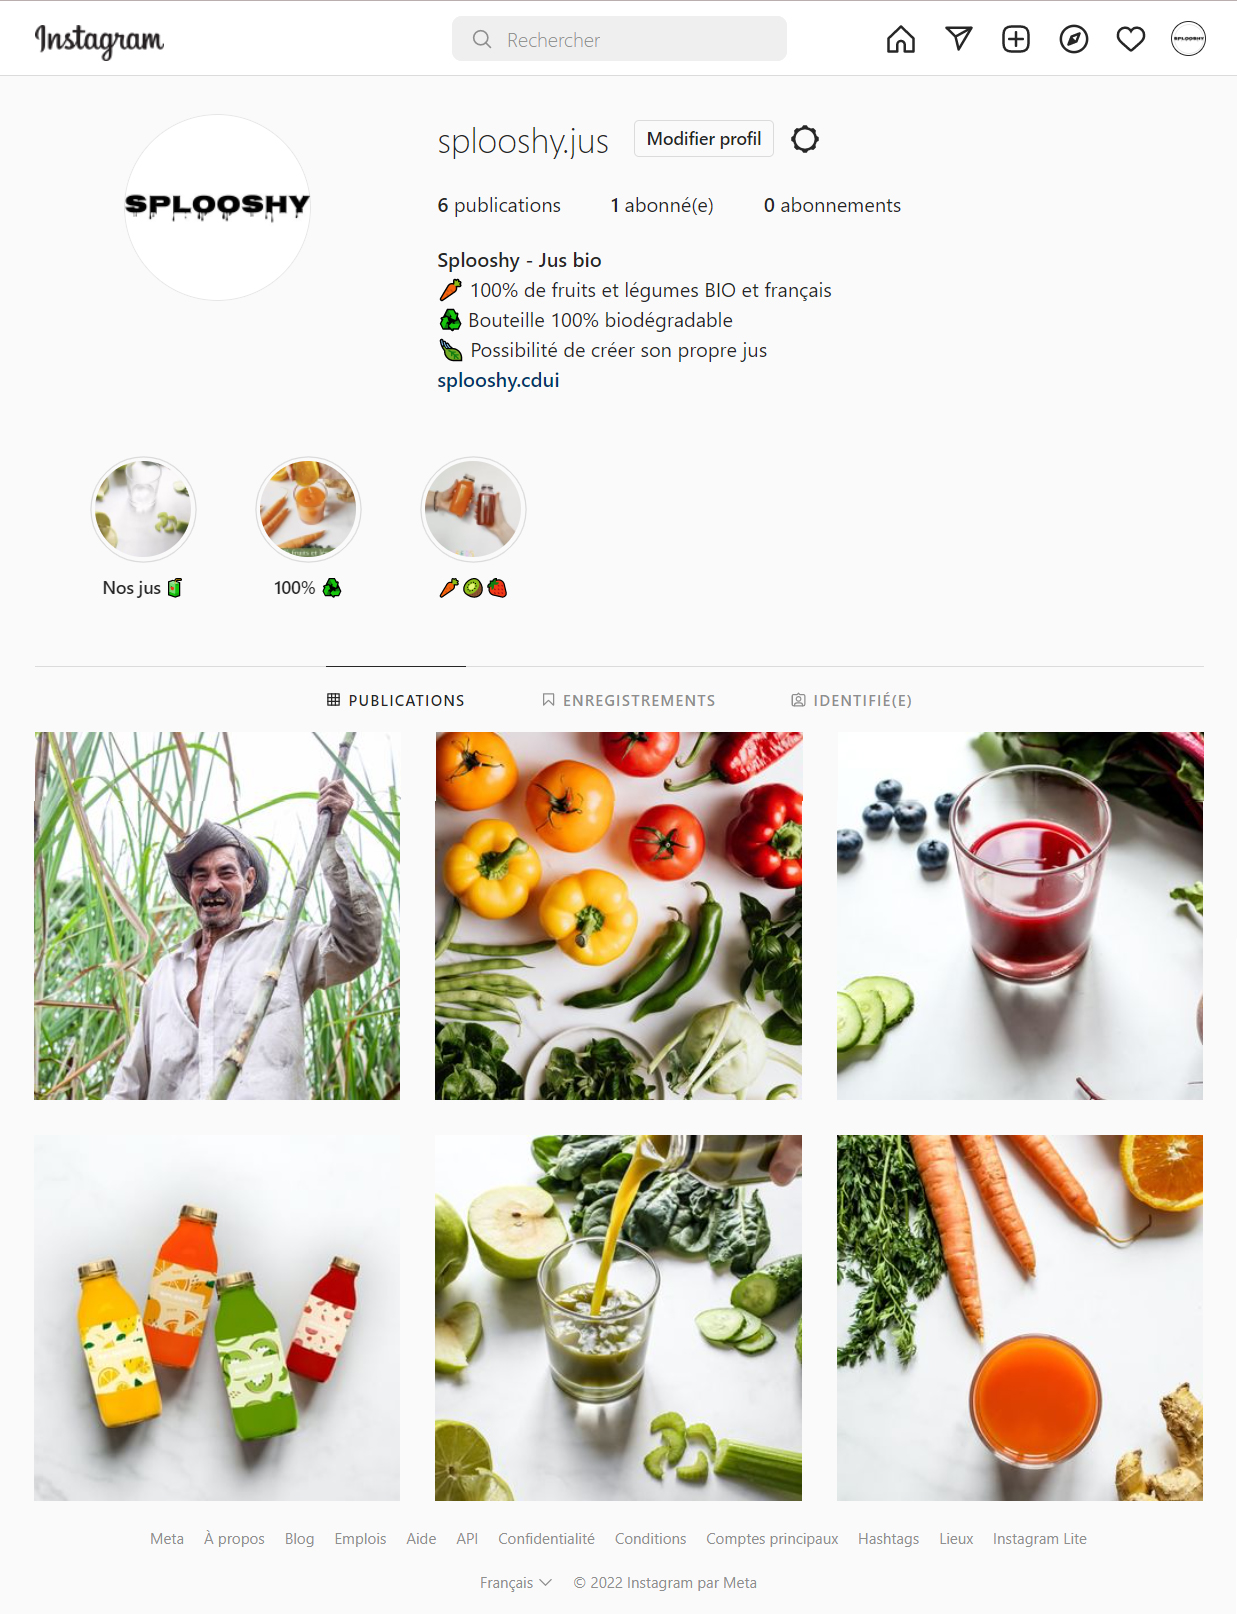 Instagram
Rechercher
SPLOOSHY
splooshy.jus
Modifier profil
SPLOOSHY
6 publications
1 abonné(e)
0 abonnements
Splooshy - Jus bio
🥕 100% de fruits et légumes BIO et français
♻ Bouteille 100% biodégradable
🍃 Possibilité de créer son propre jus
splooshy.cdui
Nos jus 🧃
100% ♻
🥕🥝🍓
PUBLICATIONS
ENREGISTREMENTS
IDENTIFIÉ(E)
Meta À propos Blog Emplois Aide API Confidentialité Conditions Comptes principaux Hashtags Lieux Instagram Lite
Français © 2022 Instagram par Meta